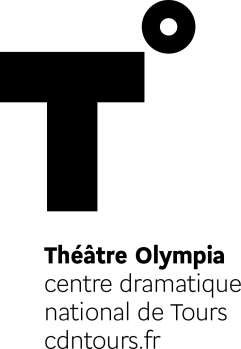 T°
Théâtre Olympia
centre dramatique
national de Tours
cdntours.fr